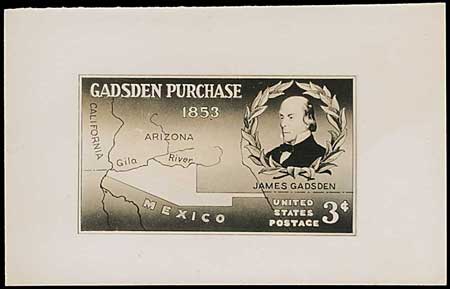 GADSDEN PURCHASE
1853
CALIFORNIA
ARIZONA
Gila River
MEXICO
JAMES GADSDEN
UNITED
STATES
POSTAGE
3¢